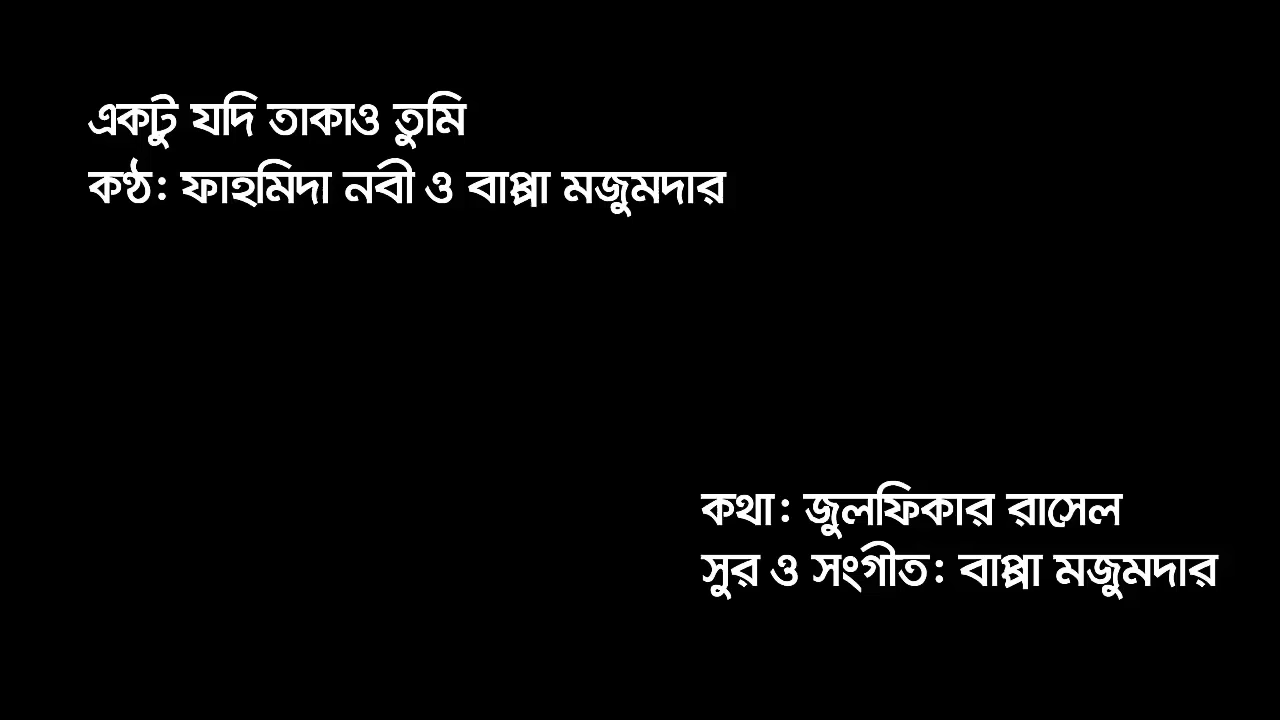 একটু যদি তাকাও তুমি
কণ্ঠ: ফাহমিদা নবী ও বাপ্পা মজুমদার
কথা: জুলফিকার রাসেল
সুর ও সংগীত: বাপ্পা মজুমদার